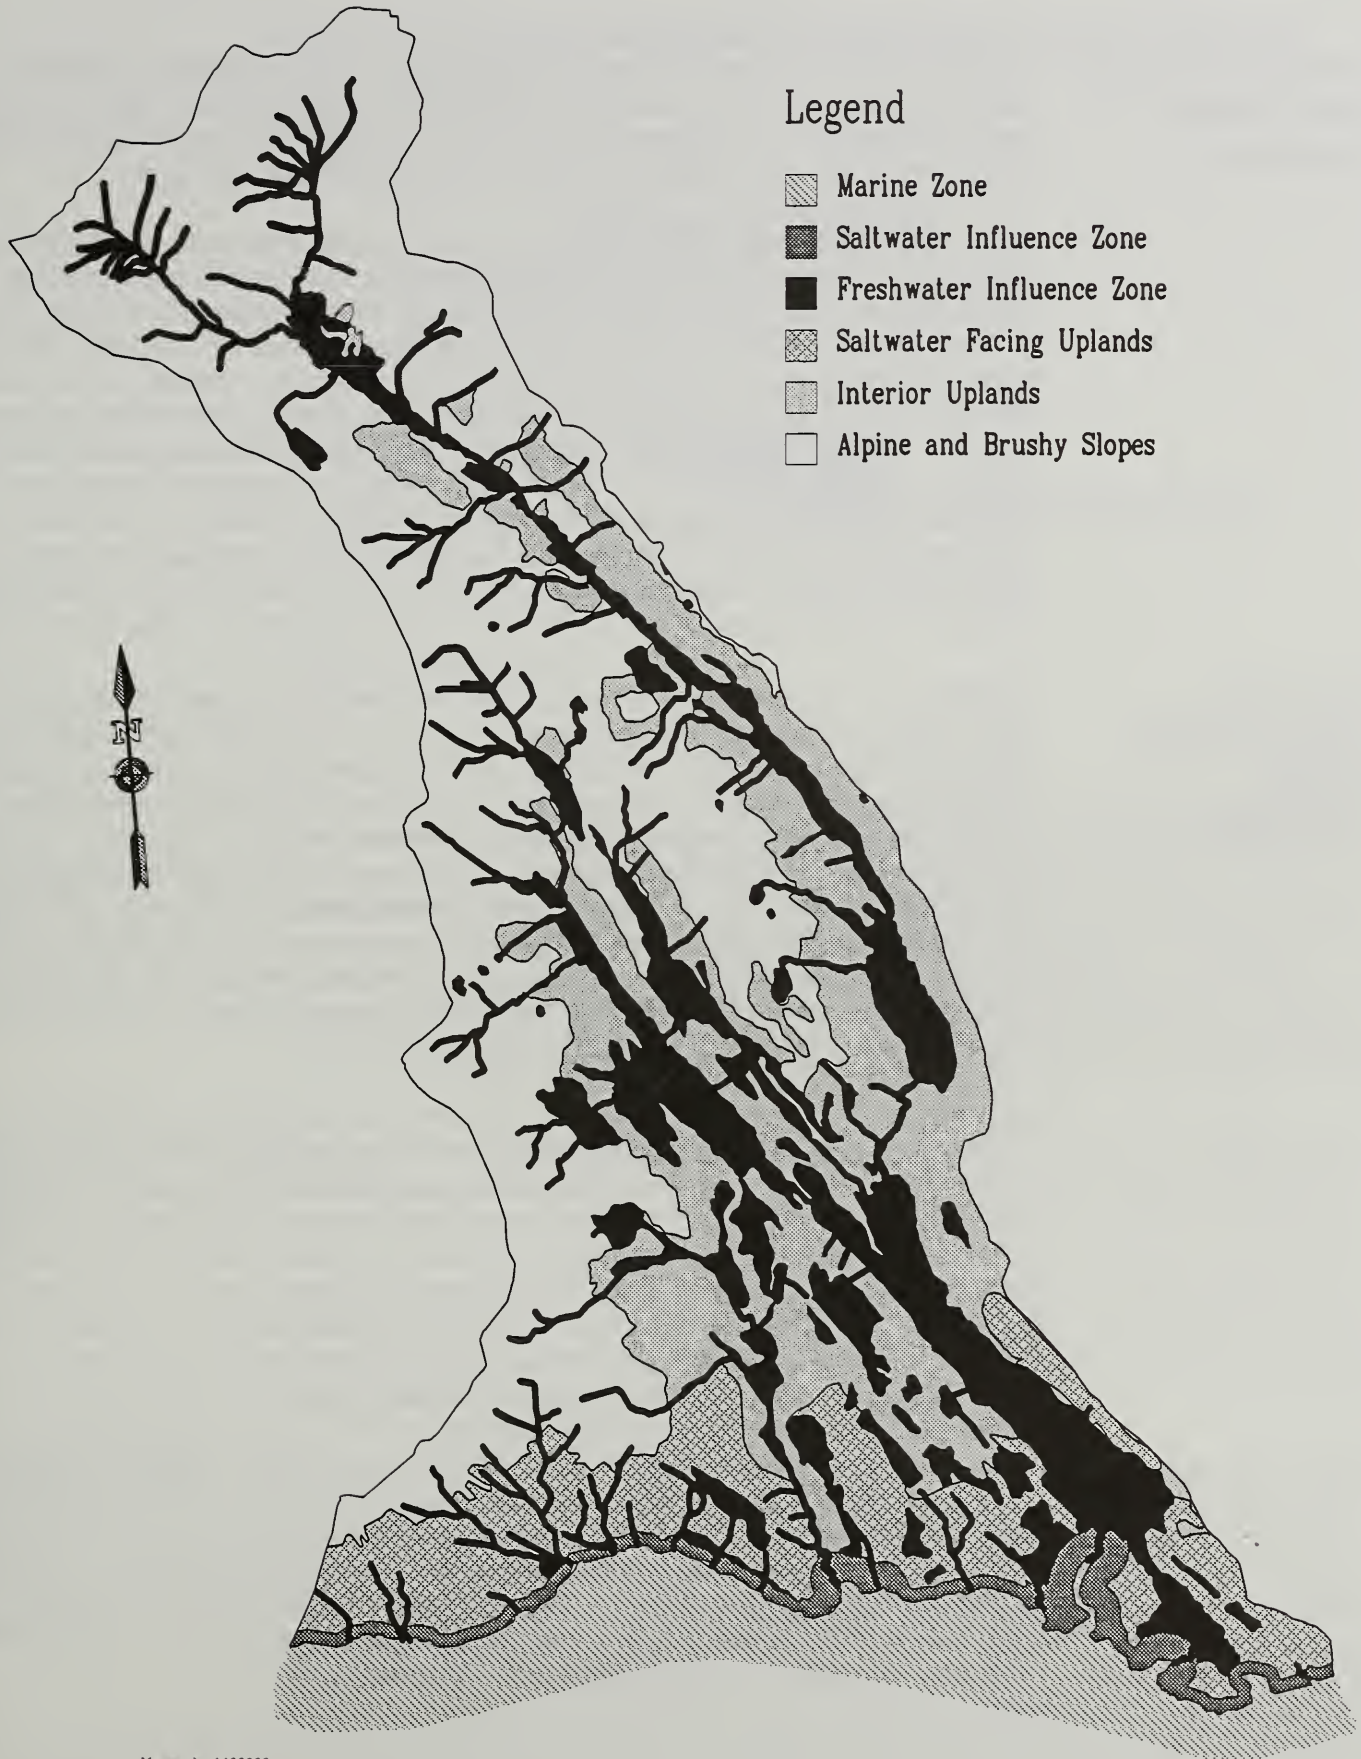 Legend
Marine Zone
Saltwater Influence Zone
Freshwater Influence Zone
Saltwater Facing Uplands
Interior Uplands
Alpine and Brushy Slopes
N